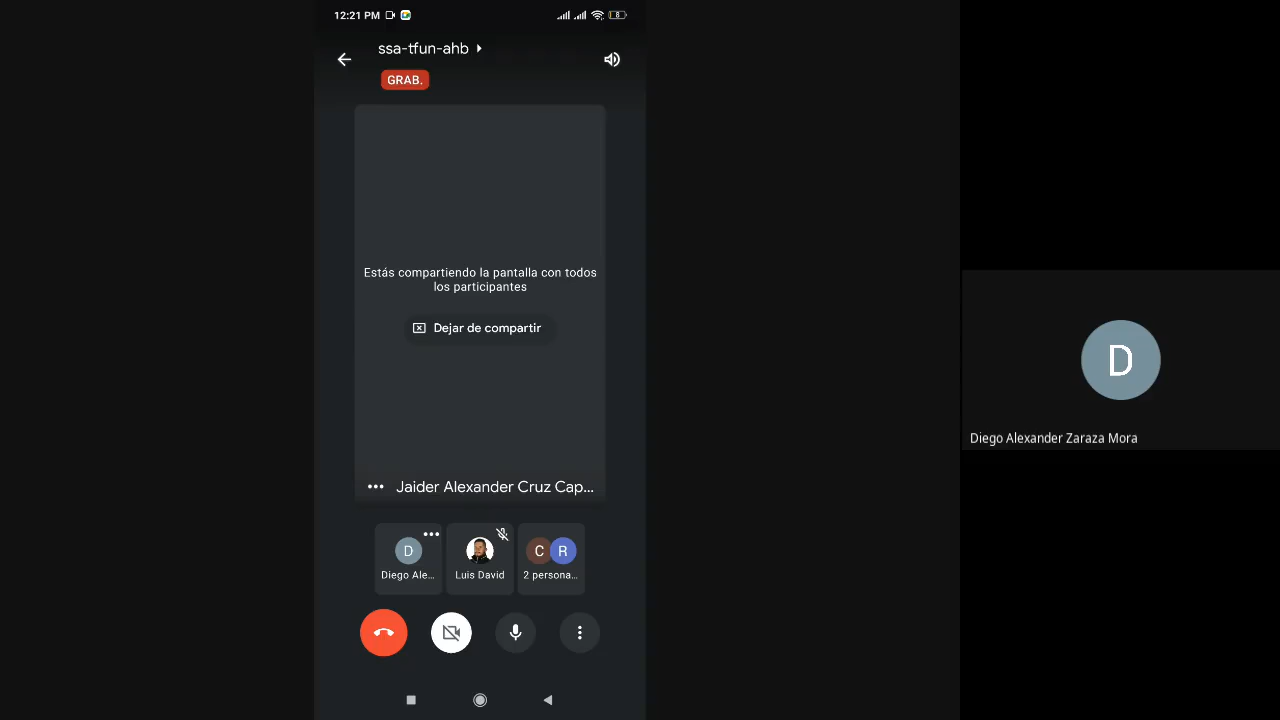 12:21 PM
8
ssa-tfun-ahb
GRAB.
Estás compartiendo la pantalla con todos
los participantes
Dejar de compartir
Jaider Alexander Cruz Cap...
D
C
R
Diego Ale...
Luis David
2 persona...
D
Diego Alexander Zaraza Mora